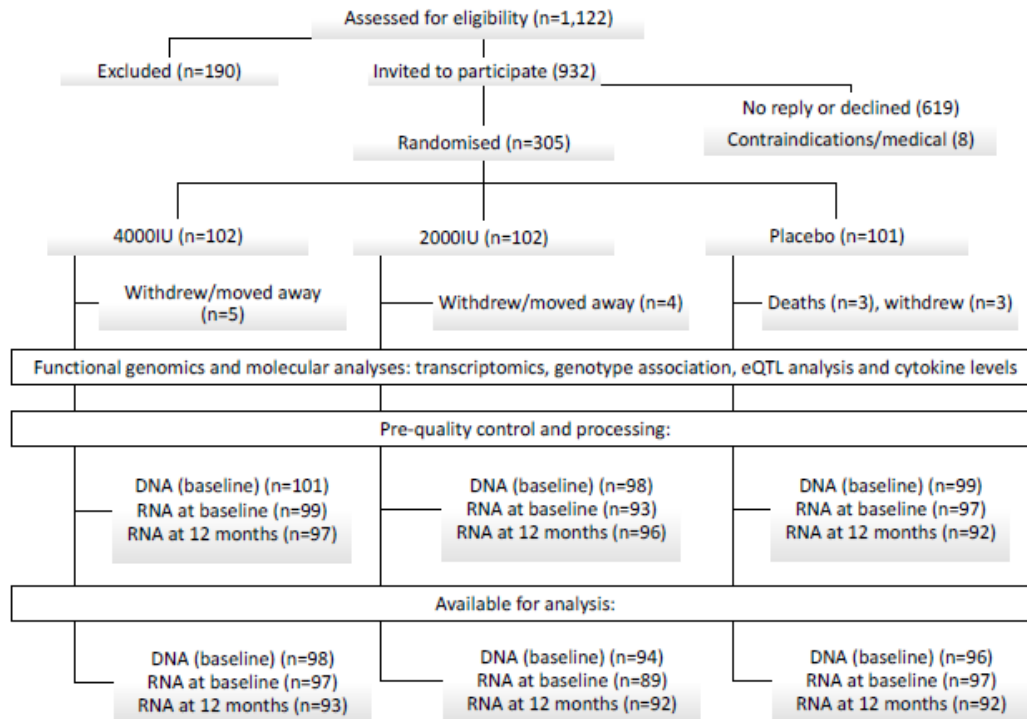 Assessed for eligibility (n=1,122)
Excluded (n=190)
Invited to participate (932)
No reply or declined (619)
Contraindications/medical (8)
Randomised (n=305)
4000IU (n=102)
2000IU (n=102)
Placebo (n=101)
Withdrew/moved away
(n=5)
Withdrew/moved away (n=4)
Deaths (n=3), withdrew (n=3)
Functional genomics and molecular analyses: transcriptomics, genotype association, eQTL analysis and cytokine levels
Pre-quality control and processing:
DNA (baseline) (n=101)
RNA at baseline (n=99)
RNA at 12 months (n=97)
DNA (baseline) (n=98)
RNA at baseline (n=93)
RNA at 12 months (n=96)
DNA (baseline) (n=99)
RNA at baseline (n=97)
RNA at 12 months (n=92)
Available for analysis:
DNA (baseline) (n=98)
RNA at baseline (n=97)
RNA at 12 months (n=93)
DNA (baseline) (n=94)
RNA at baseline (n=89)
RNA at 12 months (n=92)
DNA (baseline) (n=96)
RNA at baseline (n=97)
RNA at 12 months (n=92)